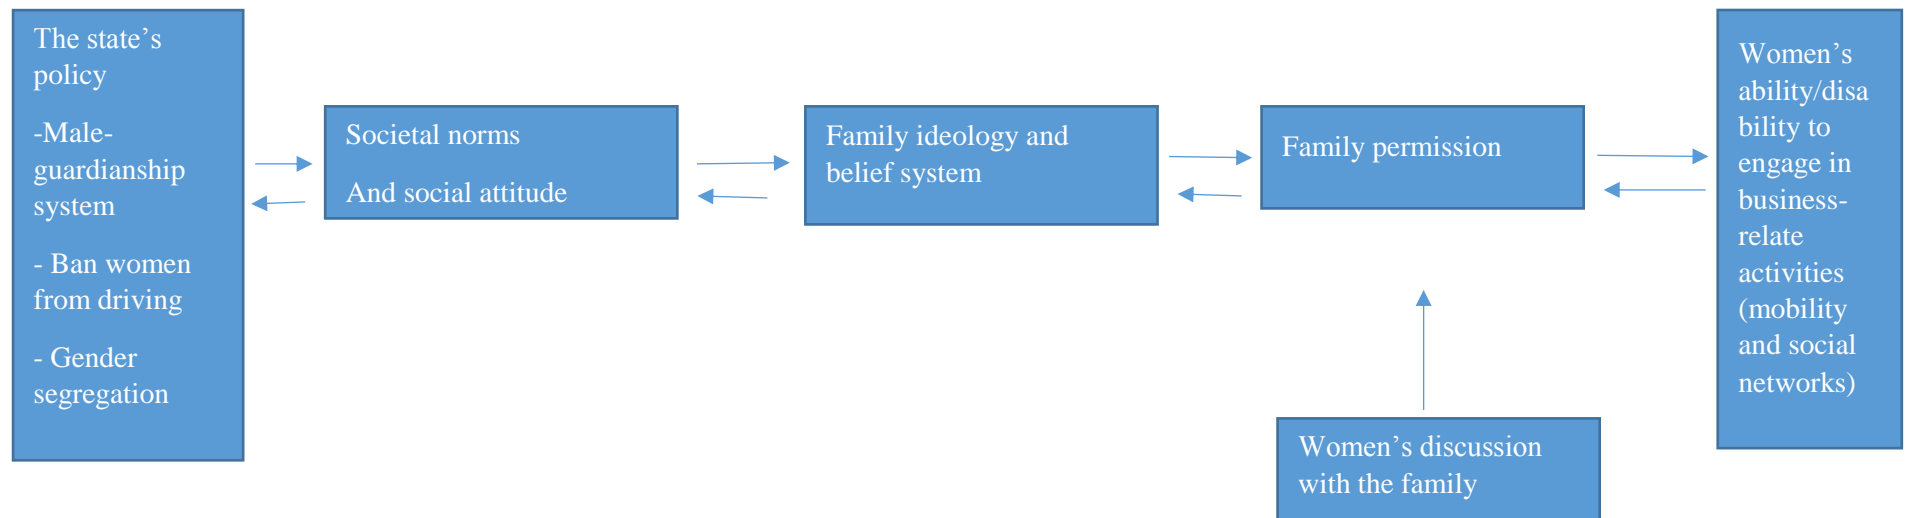 The state’s
policy
-Male-
guardianship
system
- Ban women
from driving
- Gender
segregation
Societal norms
And social attitude
Family ideology and
belief system
Family permission
Women’s discussion
with the family
Women’s
ability/disa
bility to
engage in
business-
relate
activities
(mobility
and social
networks)